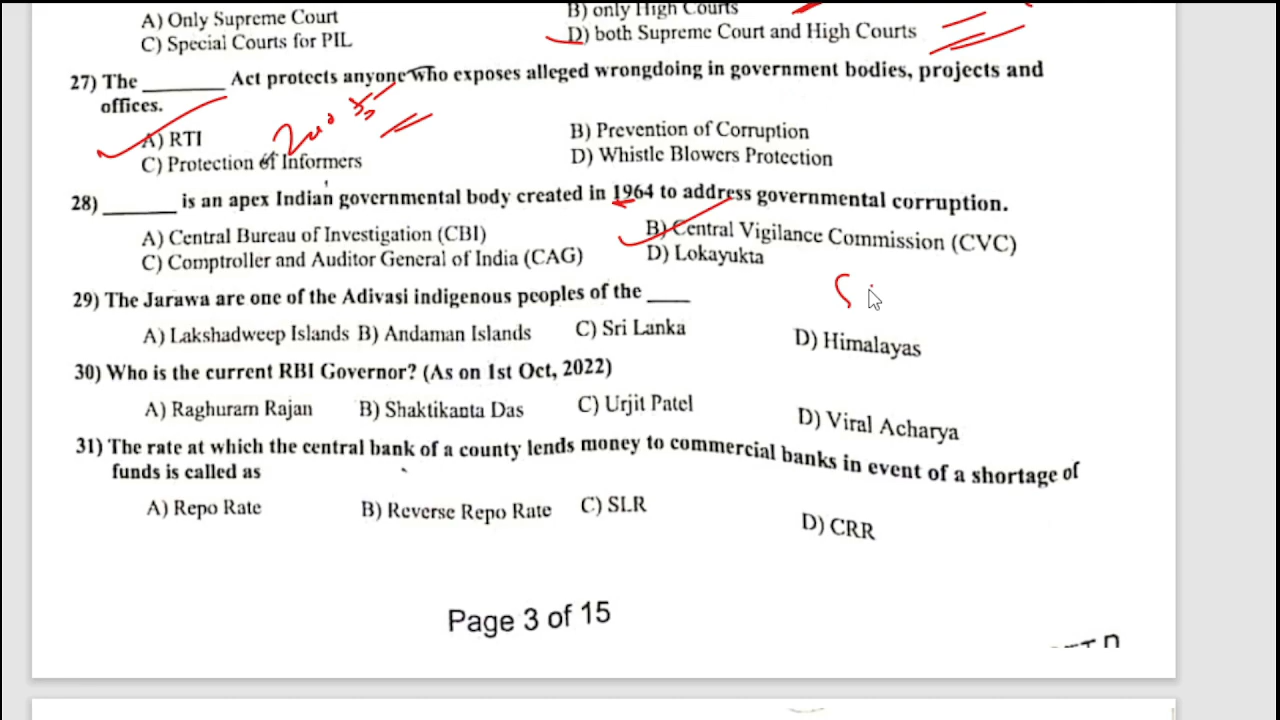 A) Only Supreme Court B) only High Courts
C) Special Courts for PIL D) both Supreme Court and High Courts
27) The ________ Act protects anyone who exposes alleged wrongdoing in government bodies, projects and
offices.
A) RTI B) Prevention of Corruption
C) Protection of Informers D) Whistle Blowers Protection
28) _______ is an apex Indian governmental body created in 1964 to address governmental corruption.
A) Central Bureau of Investigation (CBI) B) Central Vigilance Commission (CVC)
C) Comptroller and Auditor General of India (CAG) D) Lokayukta
29) The Jarawa are one of the Adivasi indigenous peoples of the ____
A) Lakshadweep Islands B) Andaman Islands C) Sri Lanka D) Himalayas
30) Who is the current RBI Governor? (As on 1st Oct, 2022)
A) Raghuram Rajan B) Shaktikanta Das C) Urjit Patel D) Viral Acharya
31) The rate at which the central bank of a county lends money to commercial banks in event of a shortage of
funds is called as
A) Repo Rate B) Reverse Repo Rate C) SLR D) CRR
Page 3 of 15